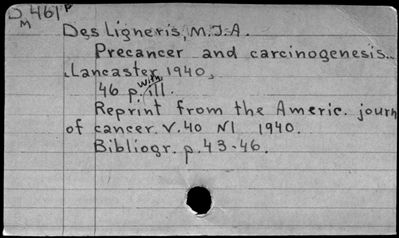 D 461 P
M
Des Ligneris, M.J.A.
Precancer and carcinogenesis..
Lancaster, 1940,
46 p. with ill.
Reprint from the Americ. journ
of cancer. V.40 N1 1940.
Bibliogr. p.43-46.